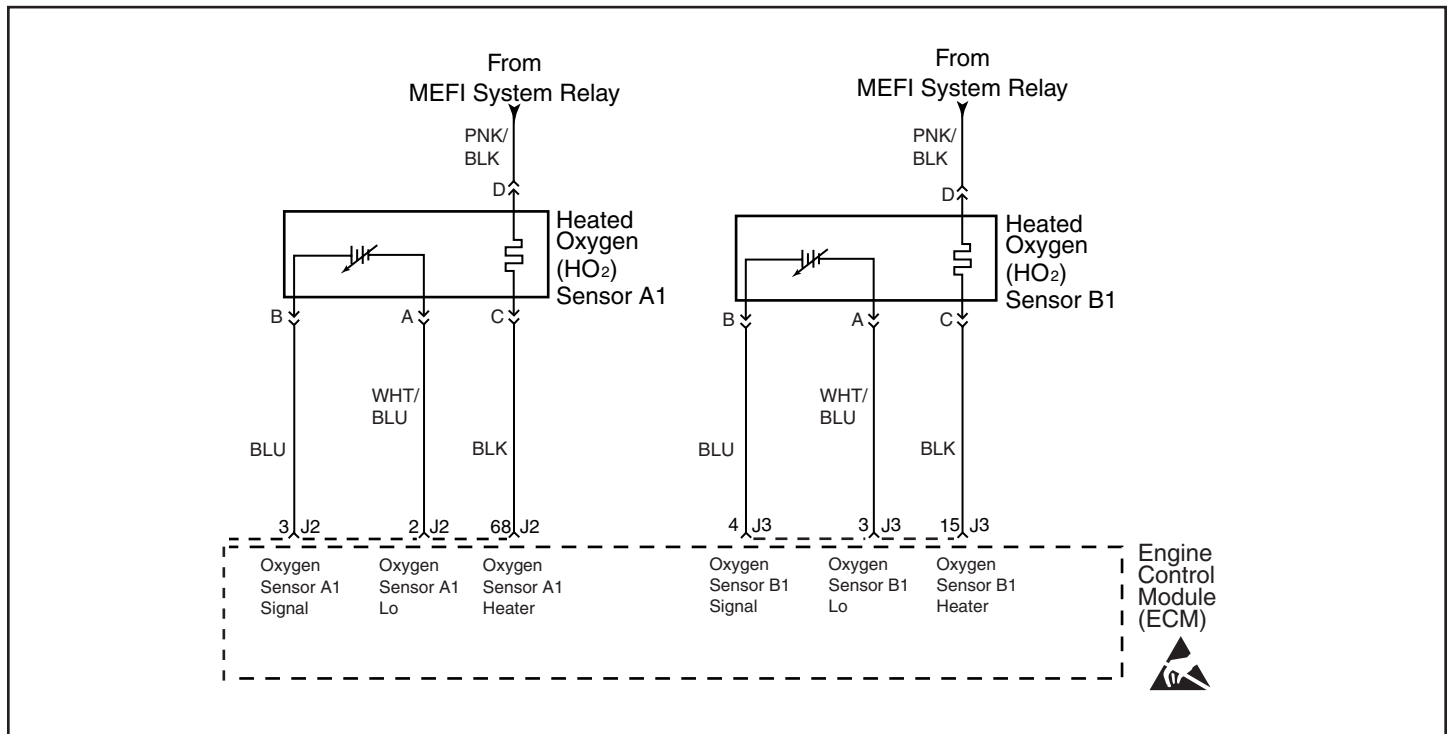 From
MEFI System Relay
From
MEFI System Relay
PNK/
BLK
PNK/
BLK
D
D
Heated
Oxygen
(HO2)
Sensor A1
Heated
Oxygen
(HO2)
Sensor B1
B
A
C
B
A
C
WHT/
BLU
WHT/
BLU
BLU
BLK
BLU
BLK
3 J2
2 J2
68 J2
4 J3
3 J3
15 J3
Oxygen
Sensor A1
Signal
Oxygen
Sensor A1
Lo
Oxygen
Sensor A1
Heater
Oxygen
Sensor B1
Signal
Oxygen
Sensor B1
Lo
Oxygen
Sensor B1
Heater
Engine
Control
Module
(ECM)